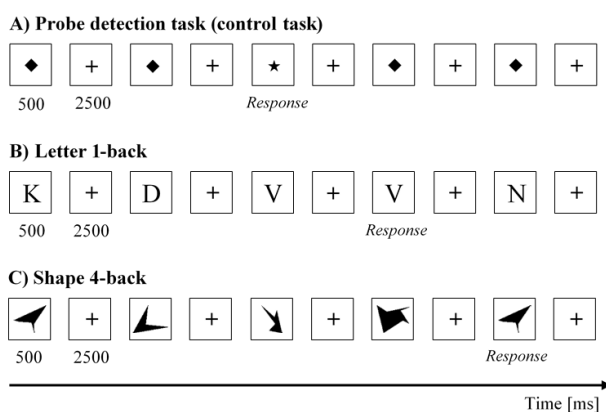 A) Probe detection task (control task)
+ + + + +
500 2500 Response
B) Letter 1-back
K + D + V + V + N +
500 2500 Response
C) Shape 4-back
+ + + + +
500 2500 Response
Time [ms]